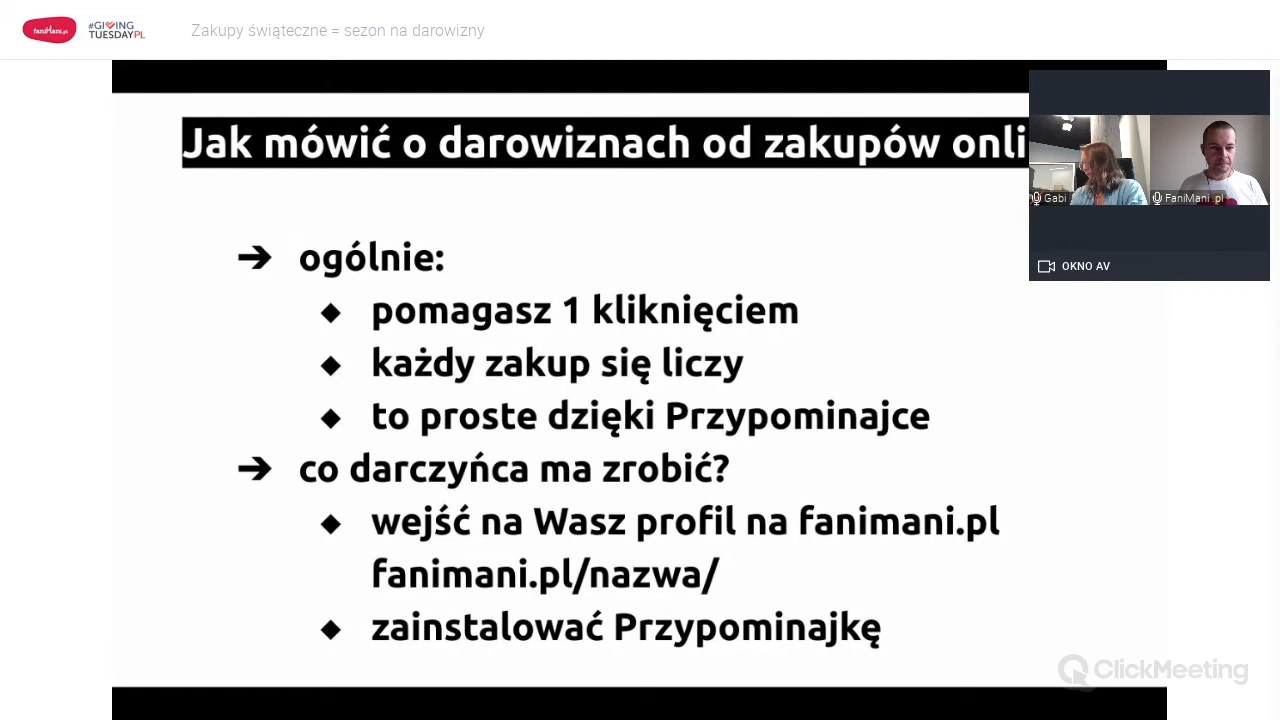 faniMani.pl
#GIVING
TUESDAYPL
Zakupy świąteczne = sezon na darowizny
Jak mówić o darowiznach od zakupów onli
➔ ogólnie:
◆ pomagasz 1 kliknięciem
◆ każdy zakup się liczy
◆ to proste dzięki Przypominajce
➔ co darczyńca ma zrobić?
◆ wejść na Wasz profil na fanimani.pl
fanimani.pl/nazwa/
◆ zainstalować Przypominajkę
Gabi
FaniMani .pl
OKNO AV
ClickMeeting